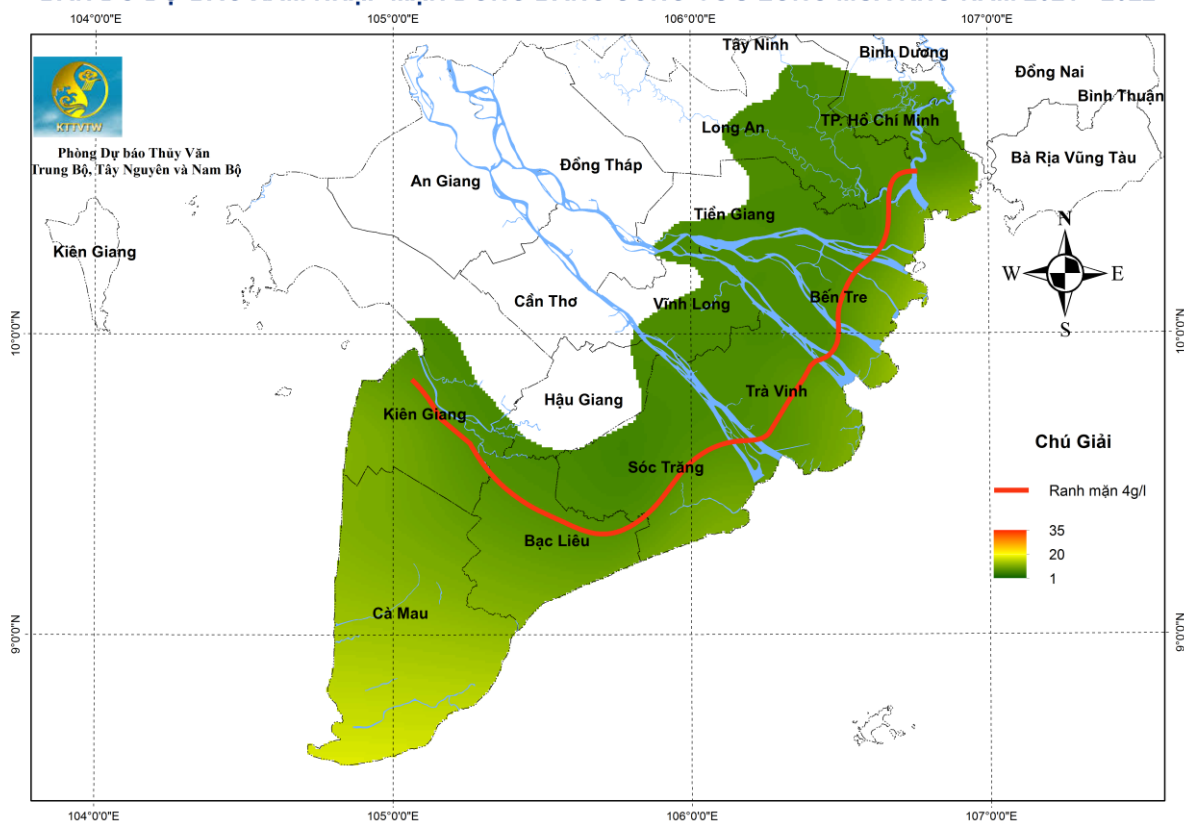 104°0'0"E
105°0'0"E
106°0'0"E
107°0'0"E
KTTVTW
Phòng Dự báo Thủy Văn
Trung Bộ, Tây Nguyên và Nam Bộ
Tây Ninh
Bình Dương
Đồng Nai
Bình Thuận
Long An
TP. Hồ Chí Minh
Bà Rịa Vũng Tàu
Đồng Tháp
An Giang
Tiền Giang
N
W
E
S
Kiên Giang
Cần Thơ
Vĩnh Long
Bến Tre
10°0'0"N
10°0'0"N
Trà Vinh
Hậu Giang
Kiên Giang
Sóc Trăng
Bạc Liêu
Cà Mau
Chú Giải
Ranh mặn 4g/l
35
20
1
9°0'0"N
9°0'0"N
104°0'0"E
105°0'0"E
106°0'0"E
107°0'0"E